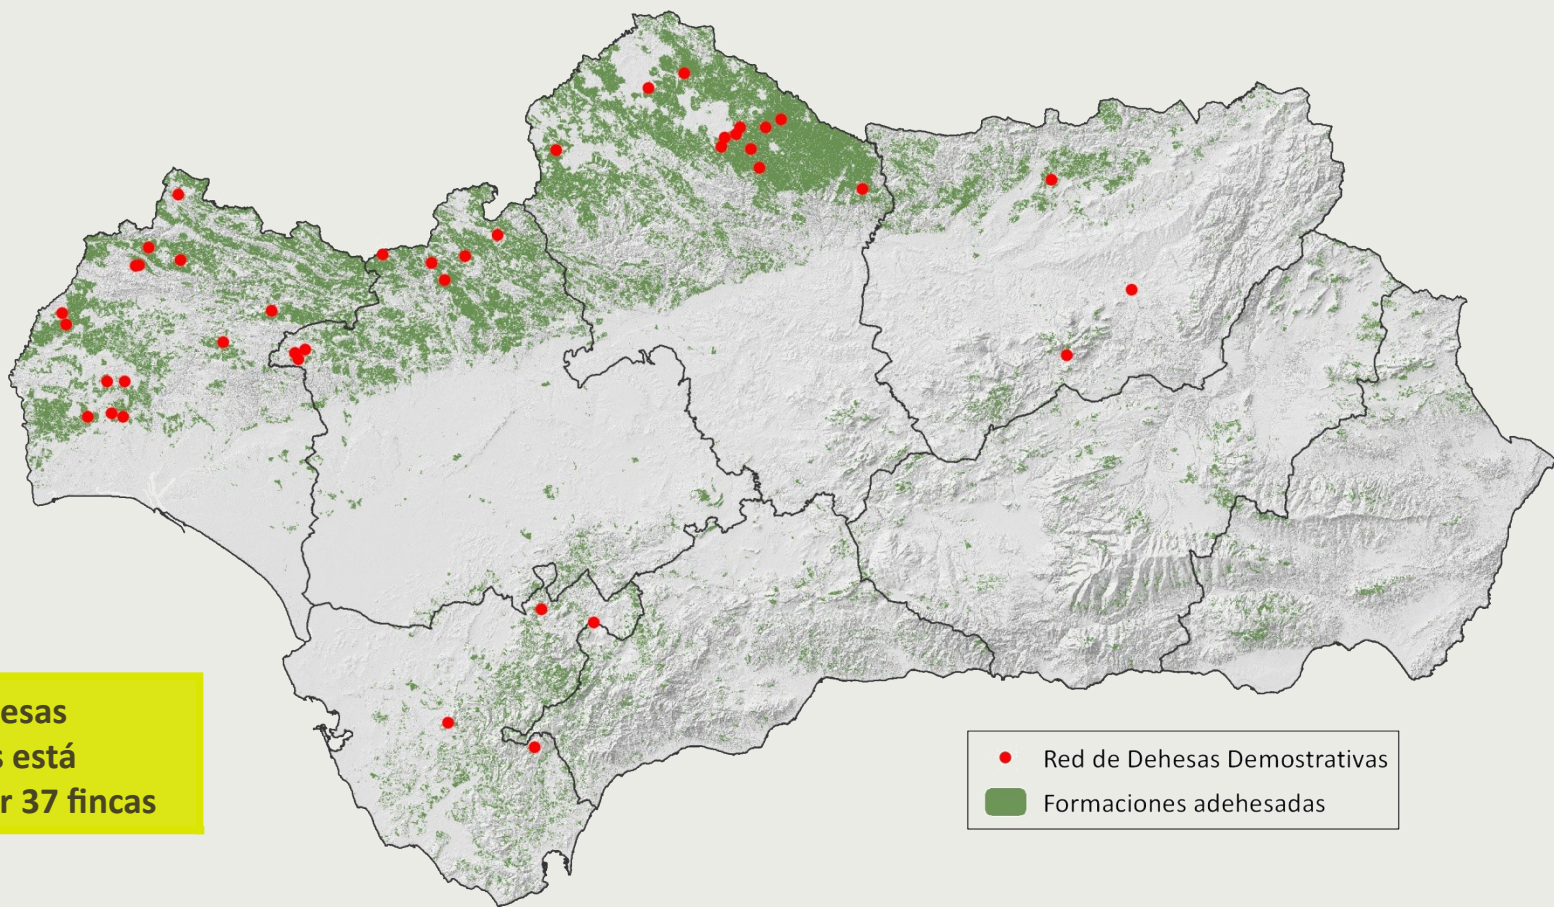 esas
s está
r 37 fincas
Red de Dehesas Demostrativas
Formaciones adehesadas